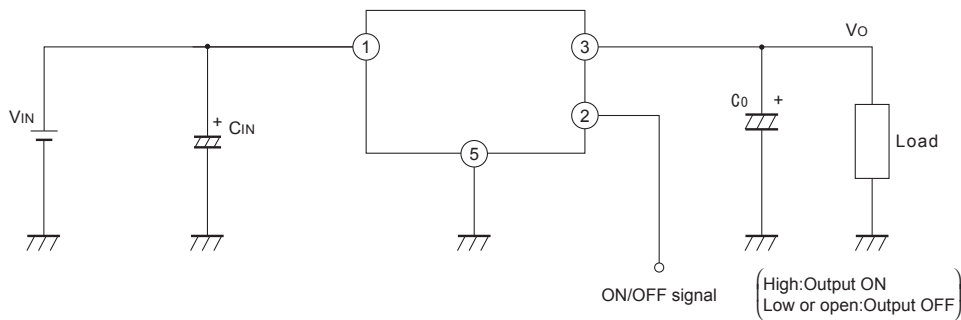 VIN
+
CIN
1
5
3
2
VO
C0
+
Load
ON/OFF signal
High:Output ON
Low or open:Output OFF